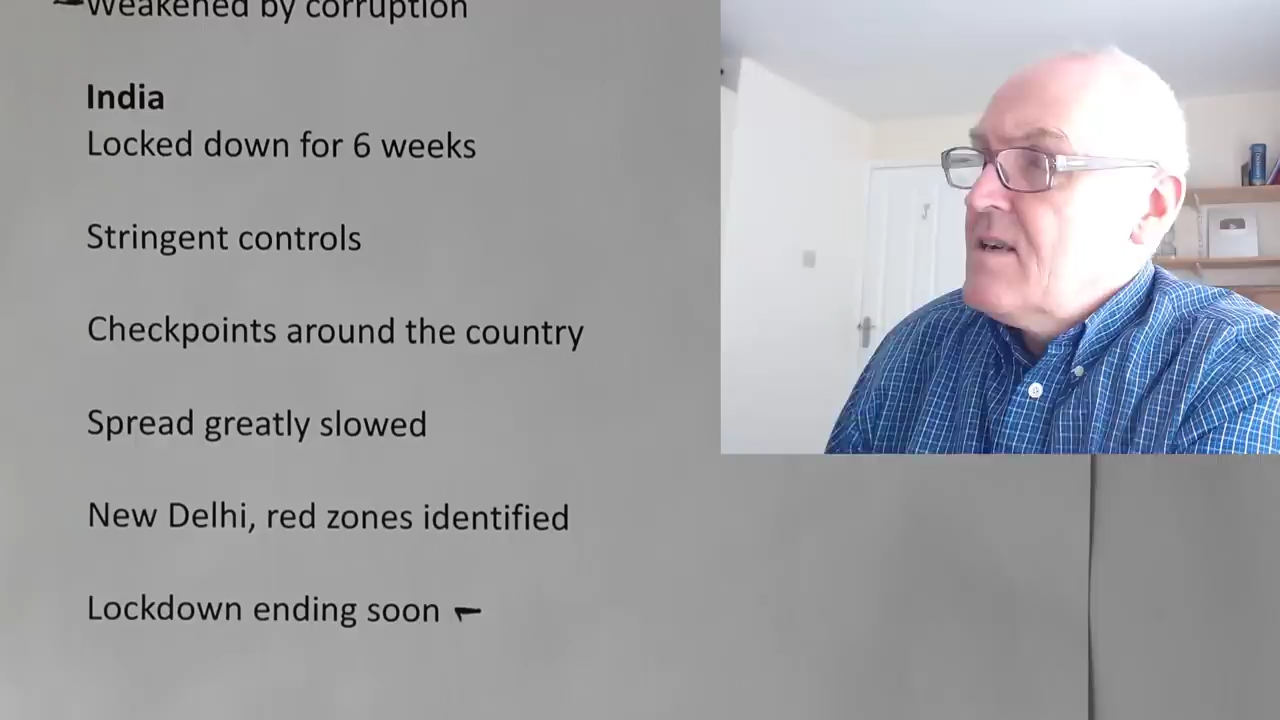 Weakened by corruption
India
Locked down for 6 weeks
Stringent controls
Checkpoints around the country
Spread greatly slowed
New Delhi, red zones identified
Lockdown ending soon